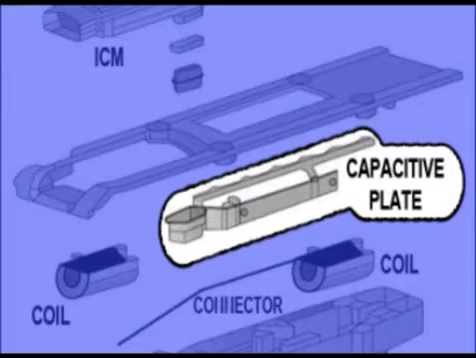 ICM
CAPACITIVE
PLATE
COIL
CONNECTOR
COIL